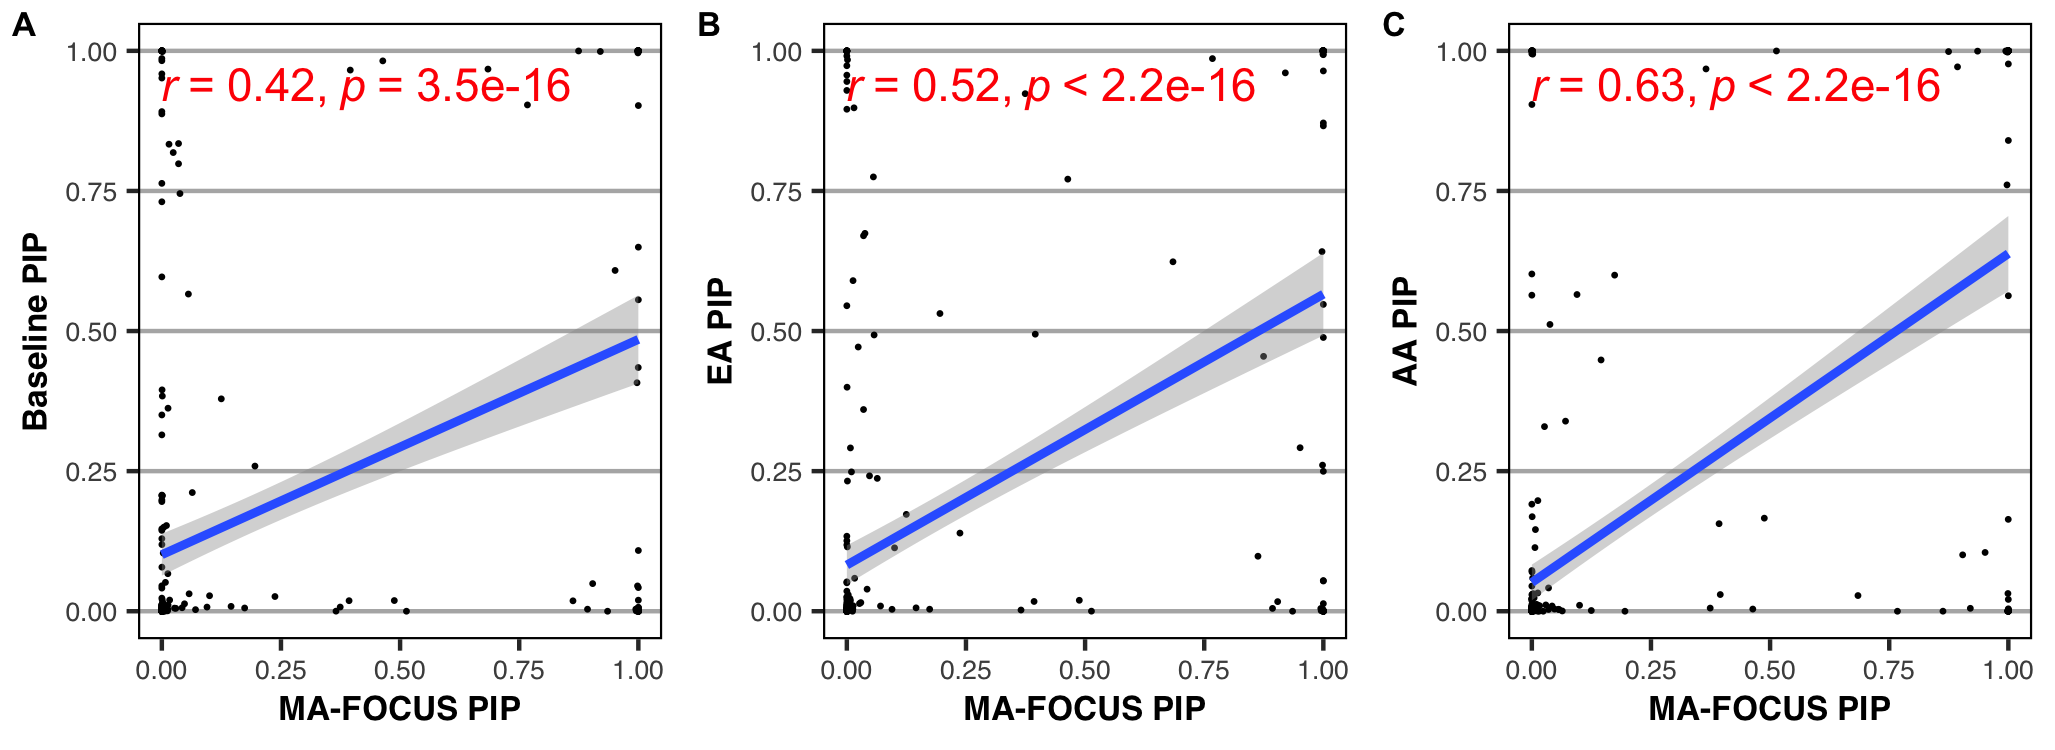 A
r = 0.42, p = 3.5e-16
Baseline PIP
1.00
0.75
0.50
0.25
0.00
0.00 0.25 0.50 0.75 1.00
MA-FOCUS PIP
B
r = 0.52, p < 2.2e-16
EA PIP
1.00
0.75
0.50
0.25
0.00
0.00 0.25 0.50 0.75 1.00
MA-FOCUS PIP
C
r = 0.63, p < 2.2e-16
AA PIP
1.00
0.75
0.50
0.25
0.00
0.00 0.25 0.50 0.75 1.00
MA-FOCUS PIP